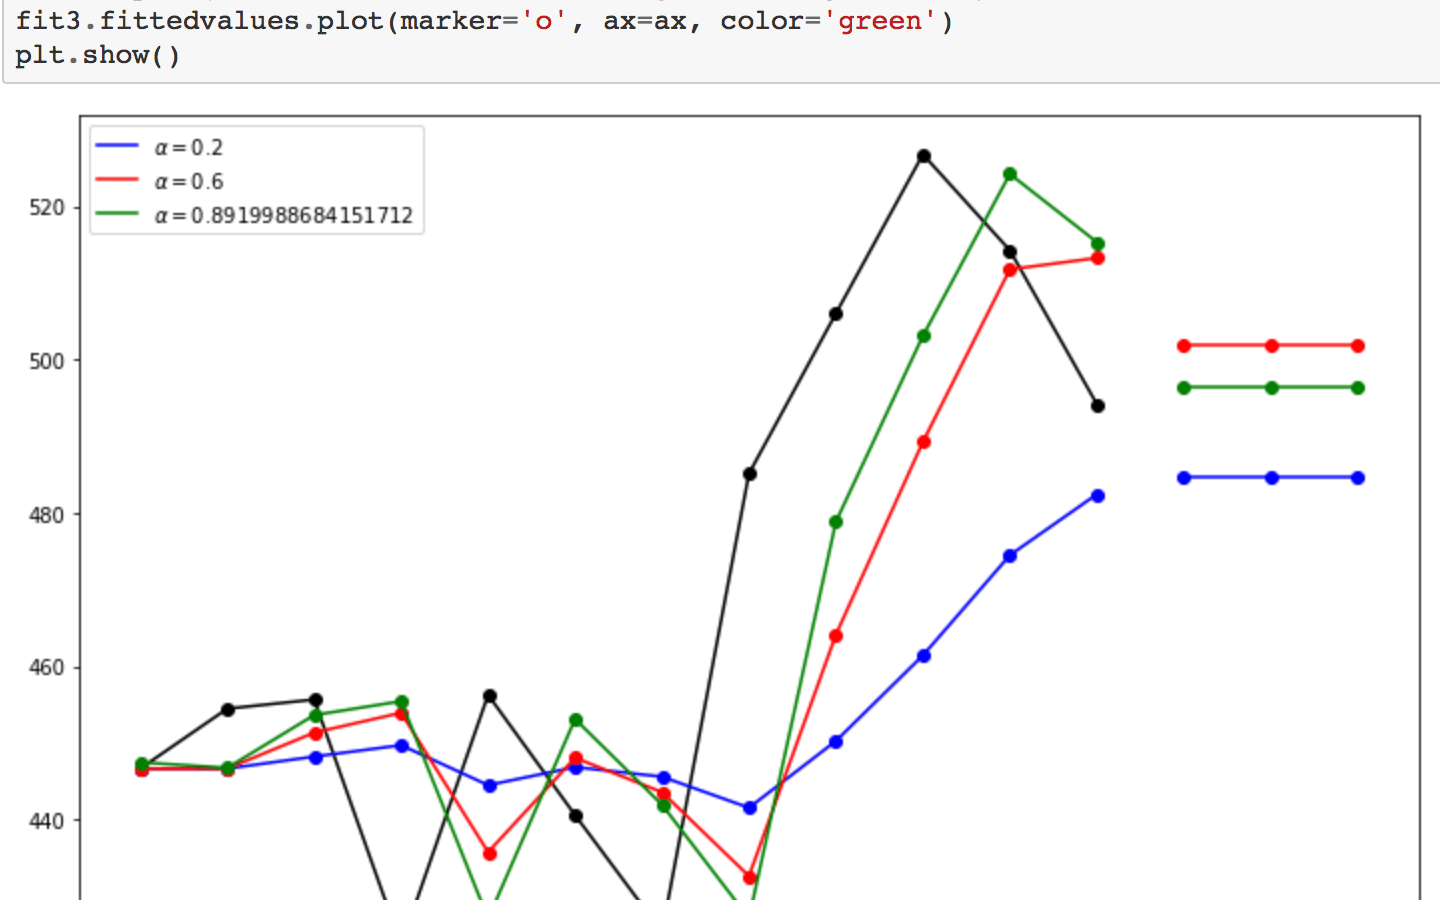 fit3.fittedvalues.plot(marker='o', ax=ax, color='green')
plt.show()
α = 0.2
α = 0.6
α = 0.8919988684151712
520
500
480
460
440